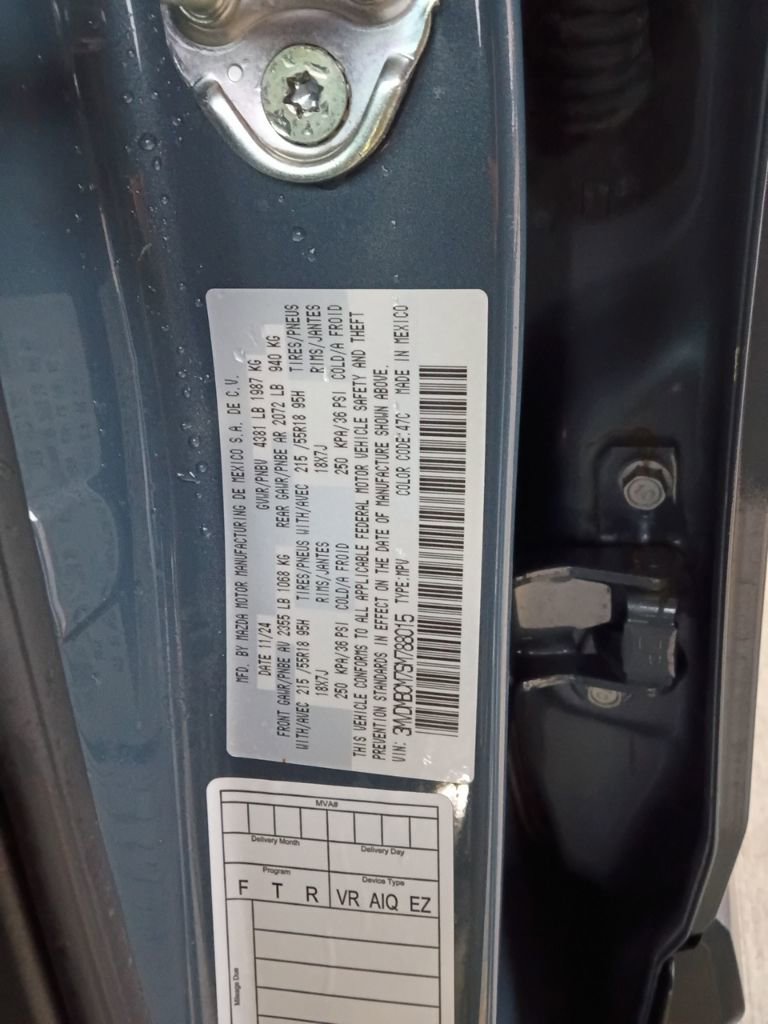 MFD. BY MAZDA MOTOR MANUFACTURING DE MEXICO S.A. DE C.V.
DATE 11/24 GVWR/PNBV 4381 LB 1987 KG
FRONT GAWR/PNBE AV 2355 LB 1068 KG REAR GAWR/PNBE AR 2072 LB 940 KG
WITH/AVEC 215 /55R18 95H TIRES/PNEUS WITH/AVEC 215 /55R18 95H TIRES/PNEUS
18X7J RIMS/JANTES 18X7J RIMS/JANTES
250 KPA/36 PSI COLD/A FROID 250 KPA/36 PSI COLD/A FROID
THIS VEHICLE CONFORMS TO ALL APPLICABLE FEDERAL MOTOR VEHICLE SAFETY AND THEFT
PREVENTION STANDARDS IN EFFECT ON THE DATE OF MANUFACTURE SHOWN ABOVE.
VIN: 3MVDMBCM7SM788015 TYPE:MPV COLOR CODE:47C MADE IN MEXICO
MVA#
Delivery Month Delivery Day
Program Device Type
F T R VR AIQ EZ
Mileage Due